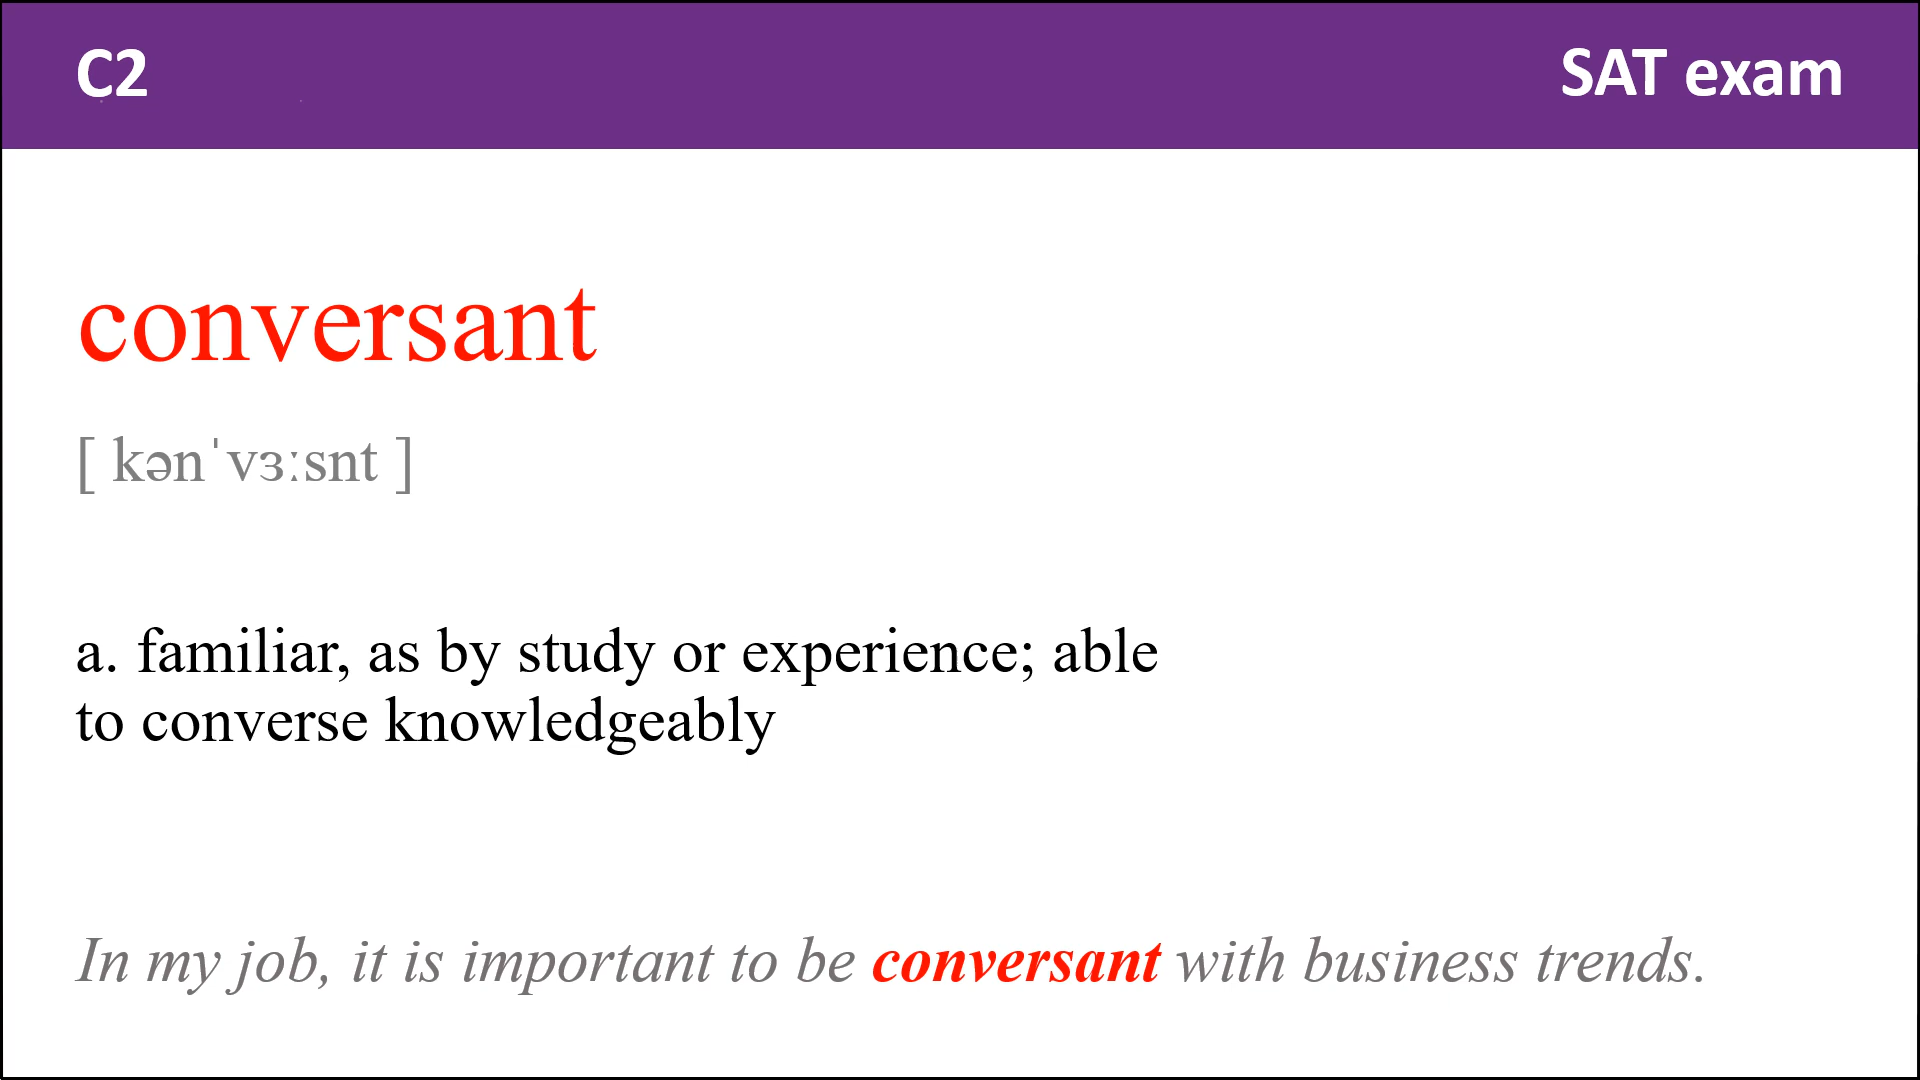 C2
SAT exam
conversant
[ kənˈvɜːsnt ]
a. familiar, as by study or experience; able
to converse knowledgeably
In my job, it is important to be conversant with business trends.